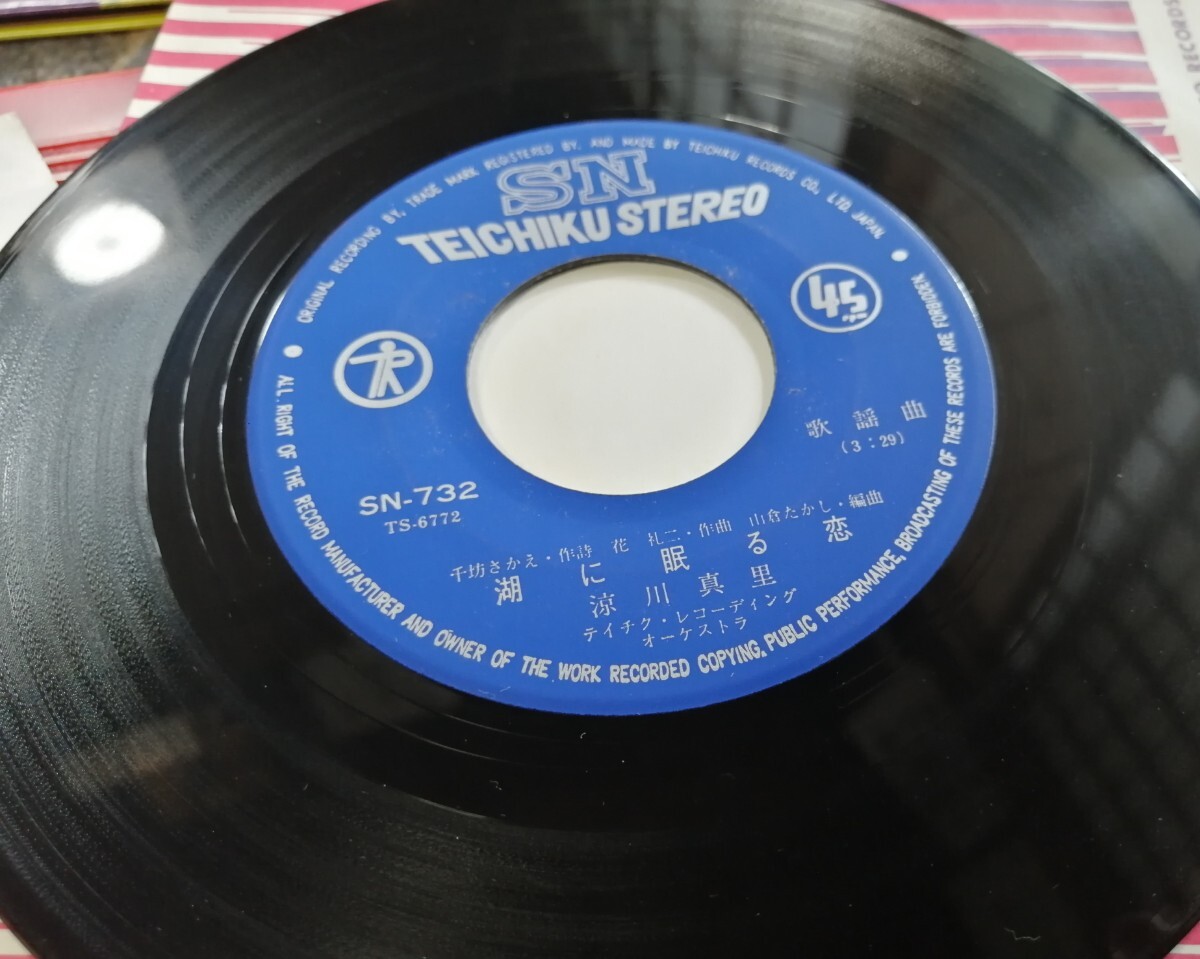 ORIGINAL RECORDING BY, TRADE MARK REGISTERED BY, AND MADE BY TEICHIKU RECORDS CO., LTD. JAPAN
SN
TEICHIKU STEREO
45
歌謡曲
(3:29)
SN-732
TS-6772
千坊さかえ・作詩 花 礼二・作曲 山倉たかし・編曲
湖に眠る恋
涼川真里
テイチク・レコーディング
オーケストラ
ALL RIGHT OF THE RECORD MANUFACTURER AND OWNER OF THE WORK RECORDED COPYING, PUBLIC PERFORMANCE, BROADCASTING OF THESE RECORDS ARE FORBIDEN
RECORDS